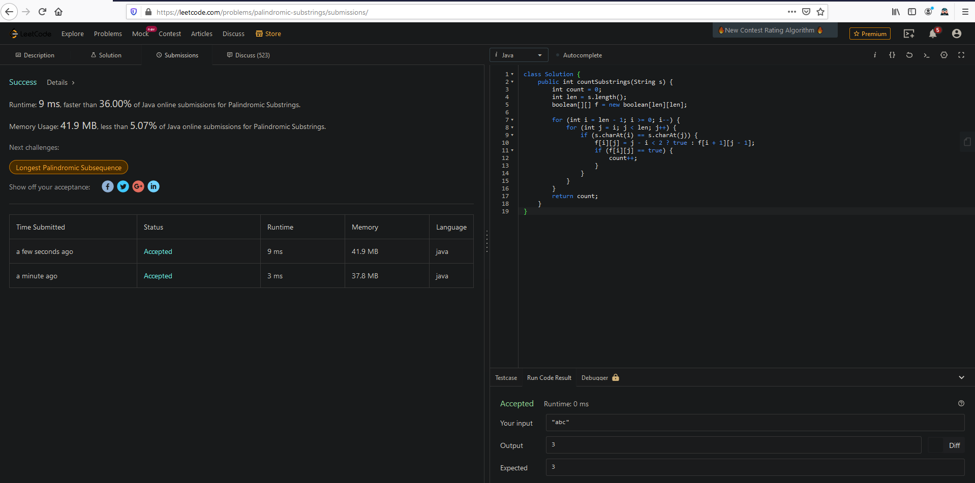 https://leetcode.com/problems/palindromic-substrings/submissions/
LeetCode Explore Problems Mock Contest Articles Discuss Store
🔥New Contest Rating Algorithm 🔥
Premium
Description Solution Submissions Discuss (523)
Success Details >
Runtime: 9 ms, faster than 36.00% of Java online submissions for Palindromic Substrings.
Memory Usage: 41.9 MB, less than 5.07% of Java online submissions for Palindromic Substrings.
Next challenges:
Longest Palindromic Subsequence
Show off your acceptance:
Time Submitted Status Runtime Memory Language
a few seconds ago Accepted 9 ms 41.9 MB java
a minute ago Accepted 3 ms 37.8 MB java
i Java Autocomplete
1 class Solution {
2 public int countSubstrings(String s) {
3 int count = 0;
4 int len = s.length();
5 boolean[][] f = new boolean[len][len];
6
7 for (int i = len - 1; i >= 0; i--) {
8 for (int j = i; j < len; j++) {
9 if (s.charAt(i) == s.charAt(j)) {
10 f[i][j] = j - i < 2 ? true : f[i + 1][j - 1];
11 if (f[i][j] == true) {
12 count++;
13 }
14 }
15 }
16 }
17 return count;
18 }
19 }
Testcase Run Code Result Debugger
Accepted Runtime: 0 ms
Your input "abc"
Output 3 Diff
Expected 3